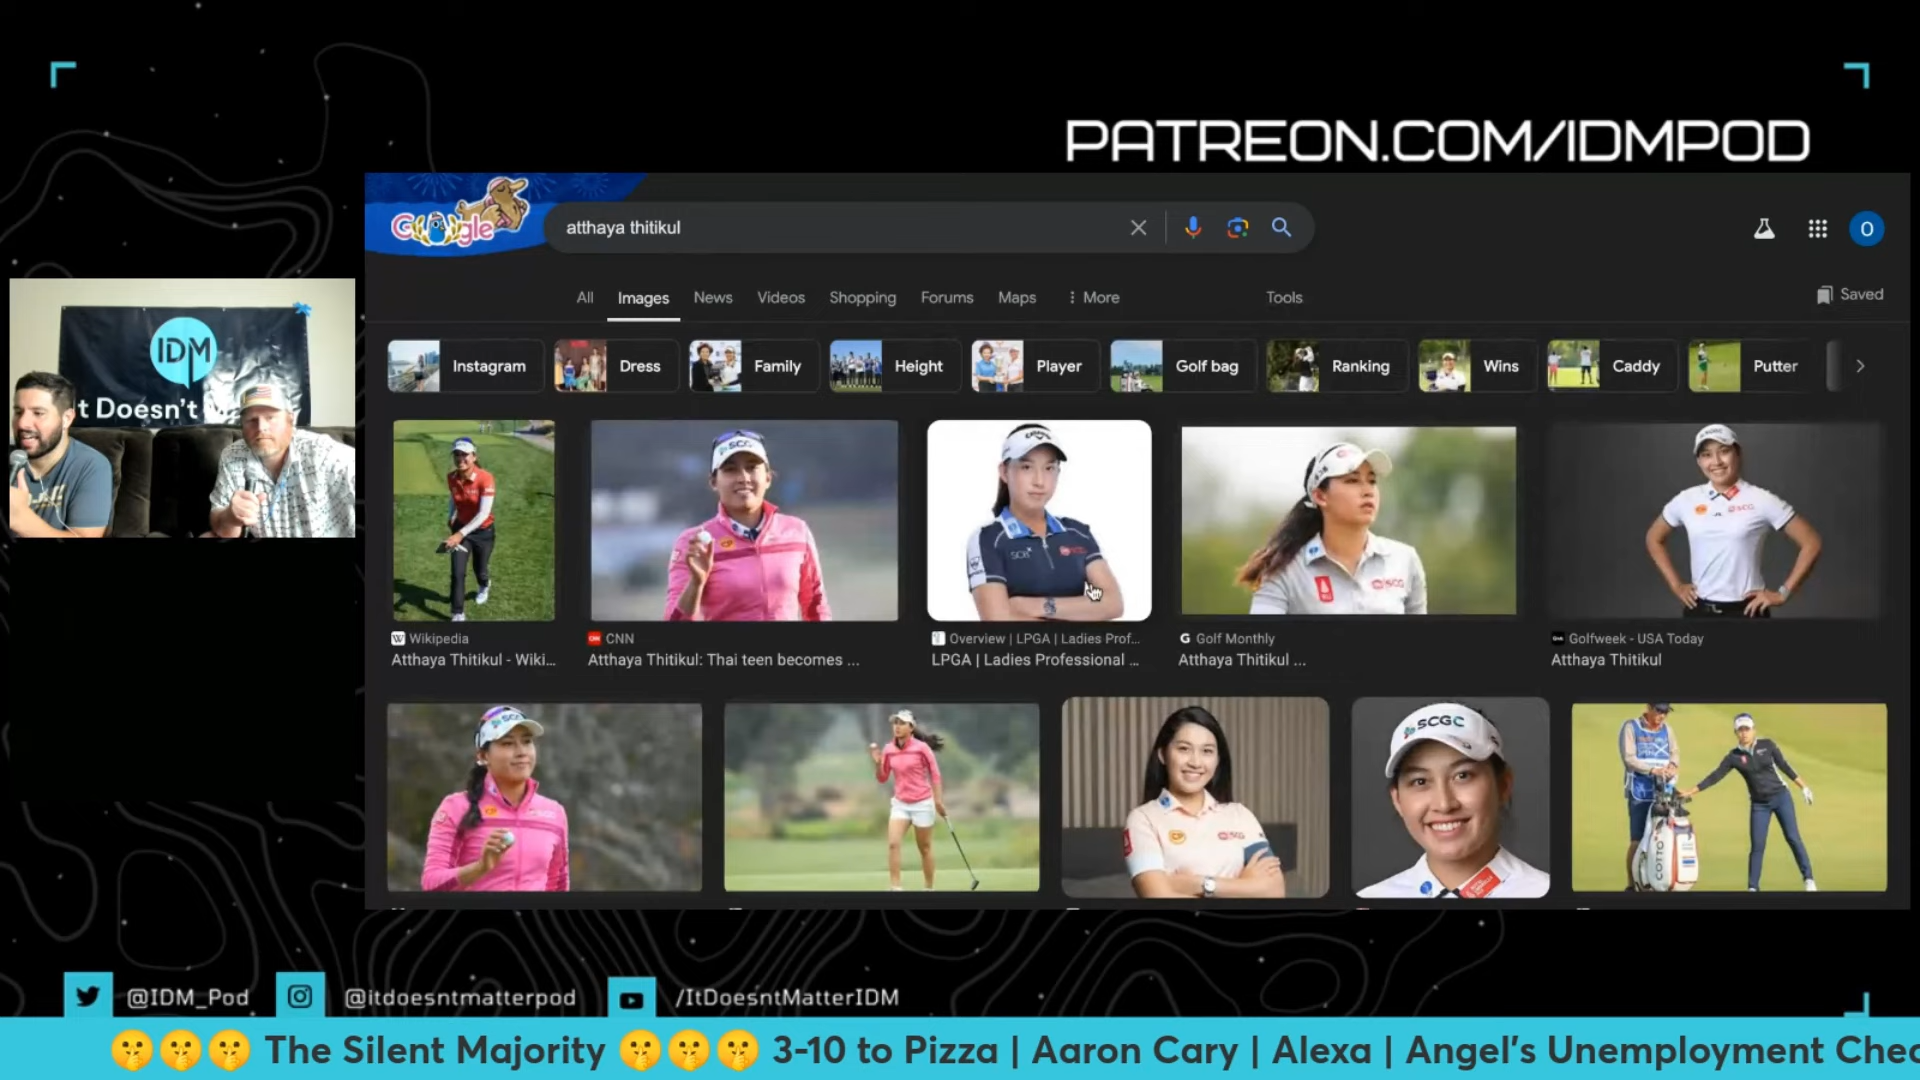 PATREON.COM/IDMPOD
Google
atthaya thitikul
O
All Images News Videos Shopping Forums Maps More Tools
Saved
Instagram Dress Family Height Player Golf bag Ranking Wins Caddy Putter
IDM
t Doesn't
Wikipedia
Atthaya Thitikul - Wiki...
CNN
Atthaya Thitikul: Thai teen becomes ...
Overview | LPGA | Ladies Prof...
LPGA | Ladies Professional ...
Golf Monthly
Atthaya Thitikul ...
Golfweek - USA Today
Atthaya Thitikul
SCGC
COTTO
@IDM_Pod @itdoesntmatterpod /ItDoesntMatterIDM
🤫🤫🤫 The Silent Majority 🤫🤫🤫 3-10 to Pizza | Aaron Cary | Alexa | Angel's Unemployment Chec